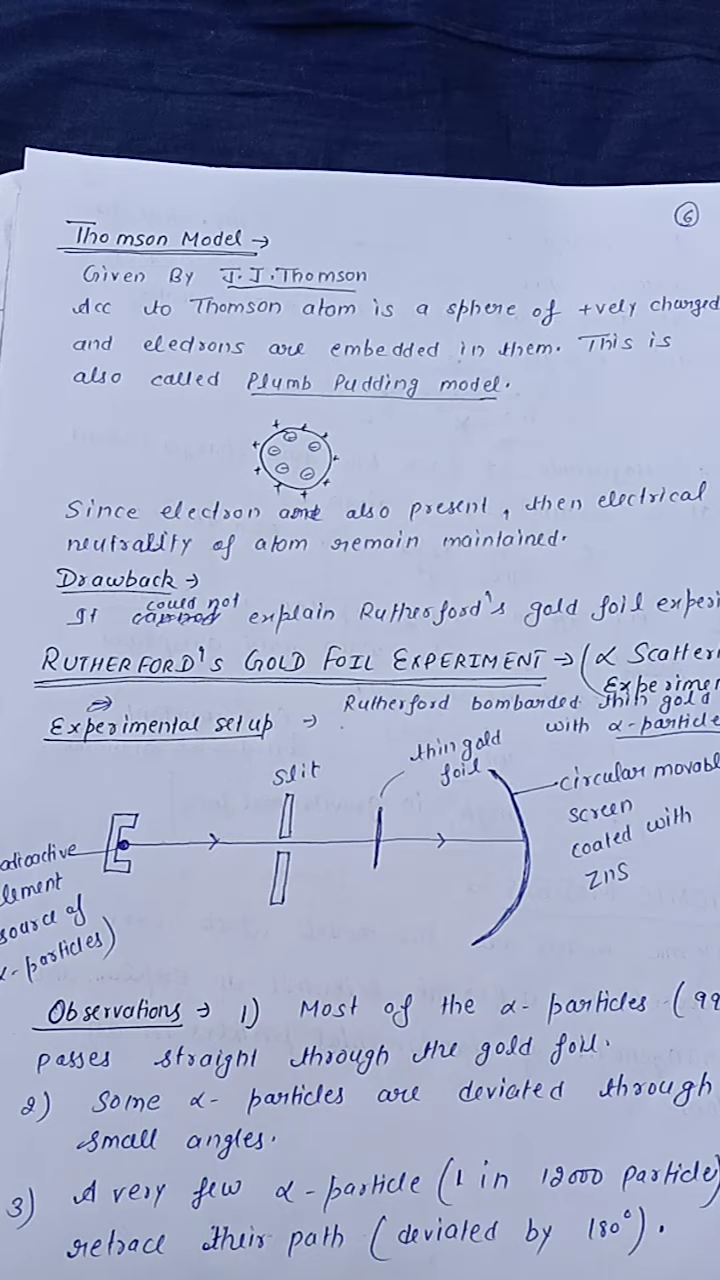 6
Thomson Model →
Given By J.J.Thomson
Acc to Thomson atom is a sphere of +vely charged
and eledrons are embedded in them. This is
also called Plumb Pudding model.
Since electron also present, then electrical
neutrality of atom remain maintained.
Drawback →
It could not explain Rutherford's gold foil experi
RUTHERFORD'S GOLD FOIL EXPERIMENT → (α Scatter
Experimen
⇒ Rutherford bombarded thin gold
Experimental setup → with α-particle
thin gold
foil
slit
circular movabl
screen
coated with
ZnS
adioactive
lement
source of
α-particles)
Observations → 1) Most of the α- particles (99
passes straight through the gold foil.
2) Some α- particles are deviated through
small angles.
3) A very few α-particle (1 in 12000 particle)
retrace their path (deviated by 180°).